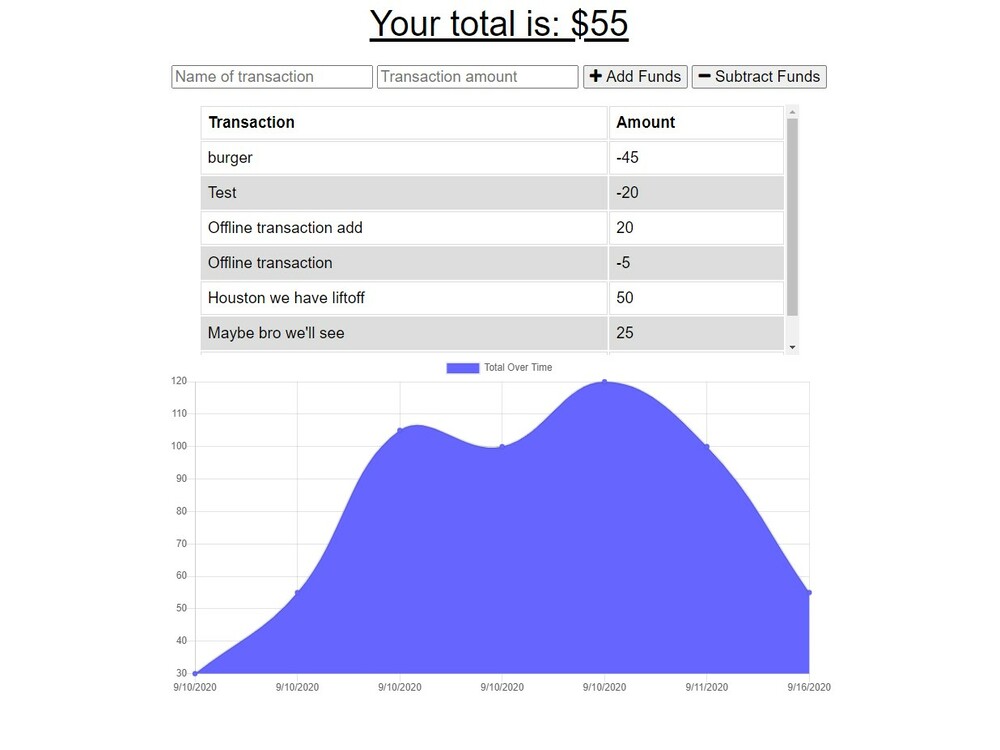 Your total is: $55
Name of transaction Transaction amount + Add Funds − Subtract Funds
Transaction Amount
burger -45
Test -20
Offline transaction add 20
Offline transaction -5
Houston we have liftoff 50
Maybe bro we'll see 25
Total Over Time
120
110
100
90
80
70
60
50
40
30
9/10/2020 9/10/2020 9/10/2020 9/10/2020 9/10/2020 9/11/2020 9/16/2020